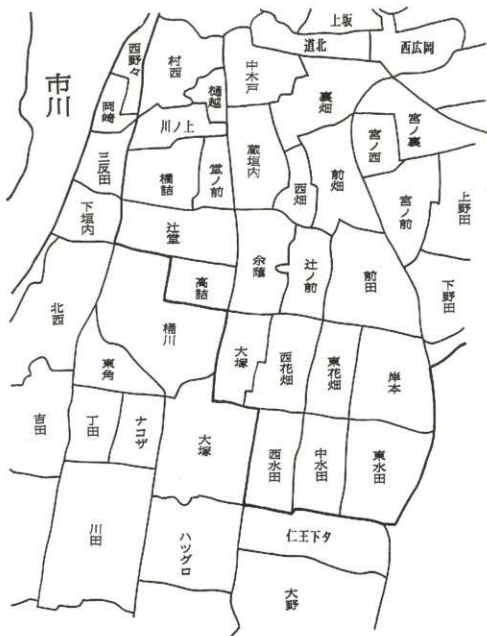 上坂
道北
西広岡
西野々
村西
中木戸
市川
樋越
岡崎
裏畑
宮ノ裏
川ノ上
宮ノ西
三反田
蔵垣内
橋詰
堂ノ前
西畑
前畑
宮ノ前
上野田
下垣内
辻堂
余蔭
辻ノ前
前田
下野田
高詰
北西
桶川
大塚
西花畑
東花畑
岸本
東角
吉田
丁田
ナコザ
大塚
西水田
中水田
東水田
川田
ハツグロ
仁王下タ
大野